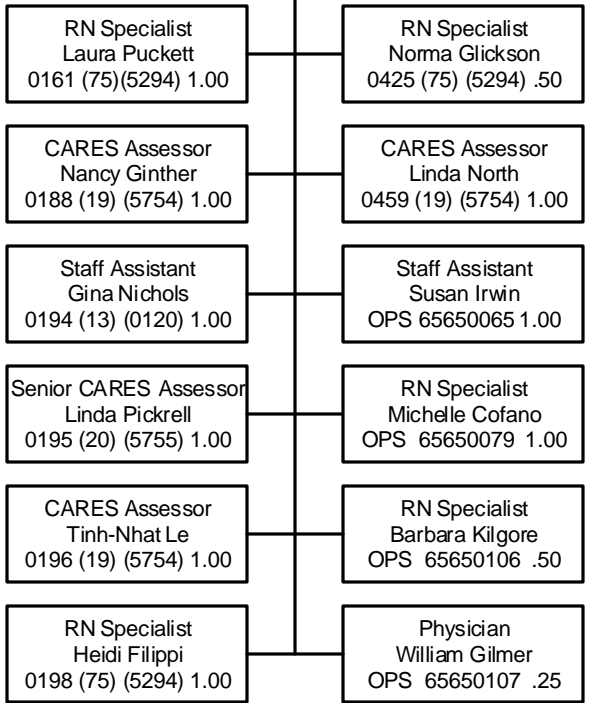 RN Specialist
Laura Puckett
0161 (75)(5294) 1.00
RN Specialist
Norma Glickson
0425 (75) (5294) .50
CARES Assessor
Nancy Ginther
0188 (19) (5754) 1.00
CARES Assessor
Linda North
0459 (19) (5754) 1.00
Staff Assistant
Gina Nichols
0194 (13) (0120) 1.00
Staff Assistant
Susan Irwin
OPS 65650065 1.00
Senior CARES Assessor
Linda Pickrell
0195 (20) (5755) 1.00
RN Specialist
Michelle Cofano
OPS 65650079 1.00
CARES Assessor
Tinh-Nhat Le
0196 (19) (5754) 1.00
RN Specialist
Barbara Kilgore
OPS 65650106 .50
RN Specialist
Heidi Filippi
0198 (75) (5294) 1.00
Physician
William Gilmer
OPS 65650107 .25